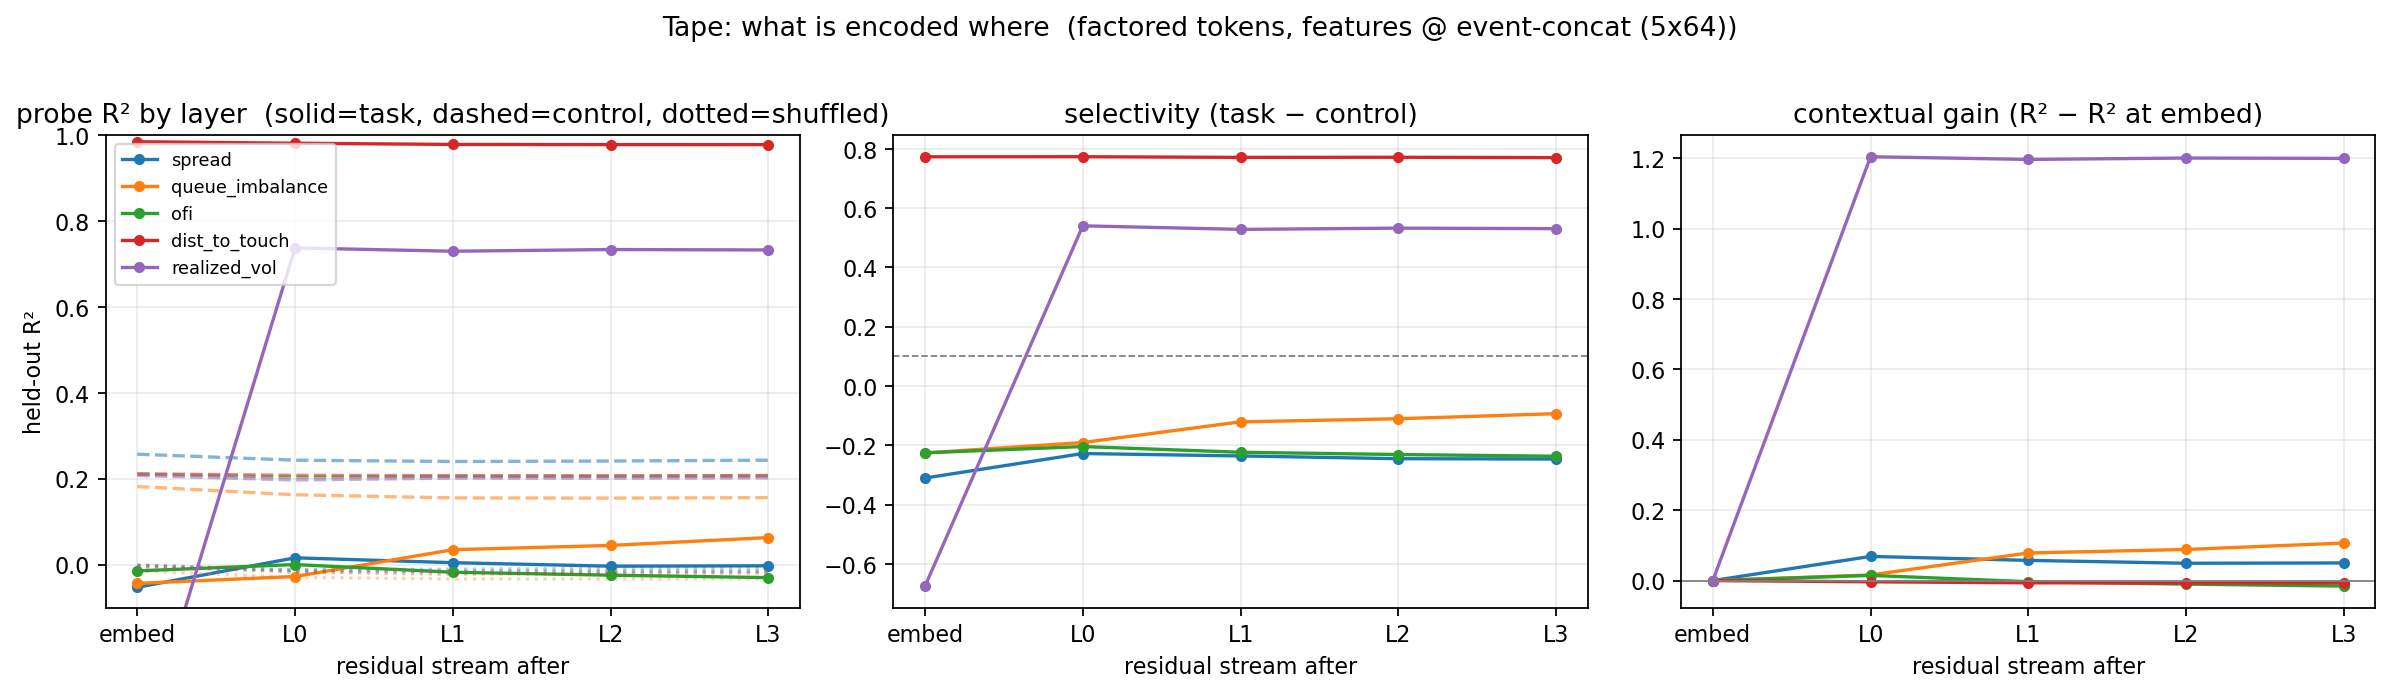 Tape: what is encoded where  (factored tokens, features @ event-concat (5x64))
probe R² by layer  (solid=task, dashed=control, dotted=shuffled)
held-out R²
1.0
0.8
0.6
0.4
0.2
0.0
spread
queue_imbalance
ofi
dist_to_touch
realized_vol
embed L0 L1 L2 L3
residual stream after
selectivity (task − control)
0.8
0.6
0.4
0.2
0.0
−0.2
−0.4
−0.6
embed L0 L1 L2 L3
residual stream after
contextual gain (R² − R² at embed)
1.2
1.0
0.8
0.6
0.4
0.2
0.0
embed L0 L1 L2 L3
residual stream after